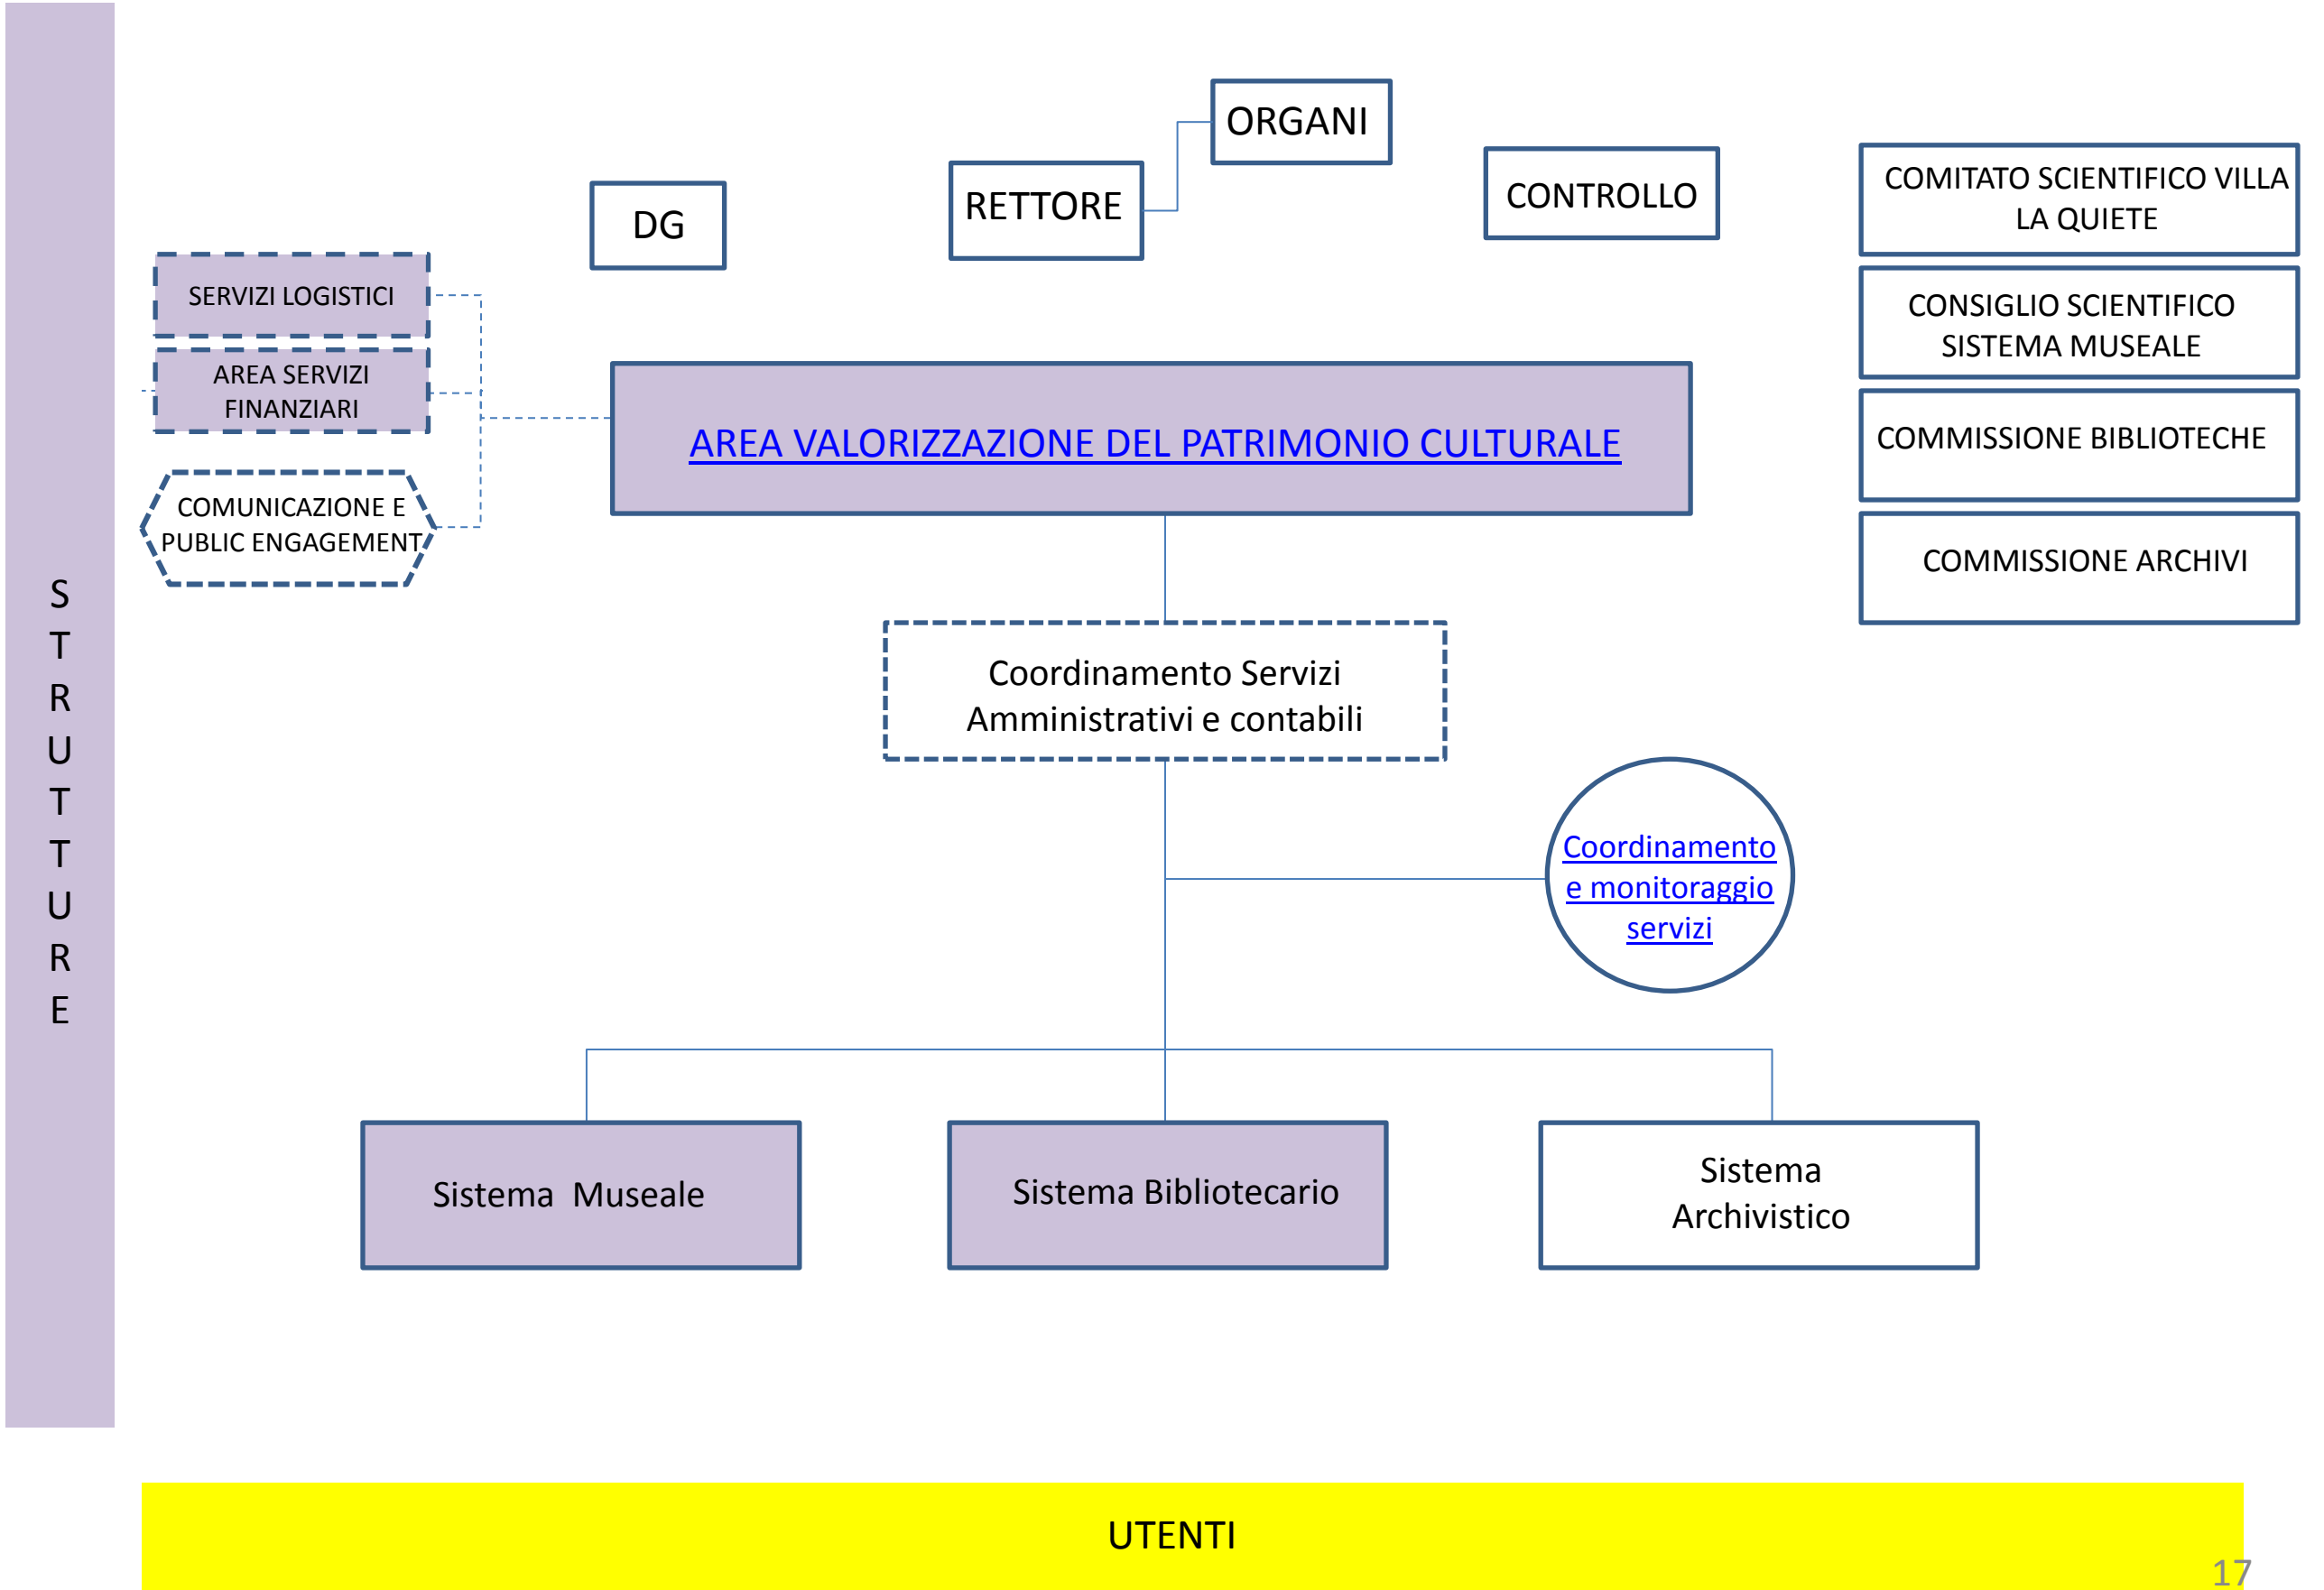 ORGANI
RETTORE
DG
CONTROLLO
COMITATO SCIENTIFICO VILLA
LA QUIETE
CONSIGLIO SCIENTIFICO
SISTEMA MUSEALE
COMMISSIONE BIBLIOTECHE
COMMISSIONE ARCHIVI
SERVIZI LOGISTICI
AREA SERVIZI
FINANZIARI
COMUNICAZIONE E
PUBLIC ENGAGEMENT
AREA VALORIZZAZIONE DEL PATRIMONIO CULTURALE
S
T
R
U
T
T
U
R
E
Coordinamento Servizi
Amministrativi e contabili
Coordinamento
e monitoraggio
servizi
Sistema  Museale
Sistema Bibliotecario
Sistema
Archivistico
UTENTI
17